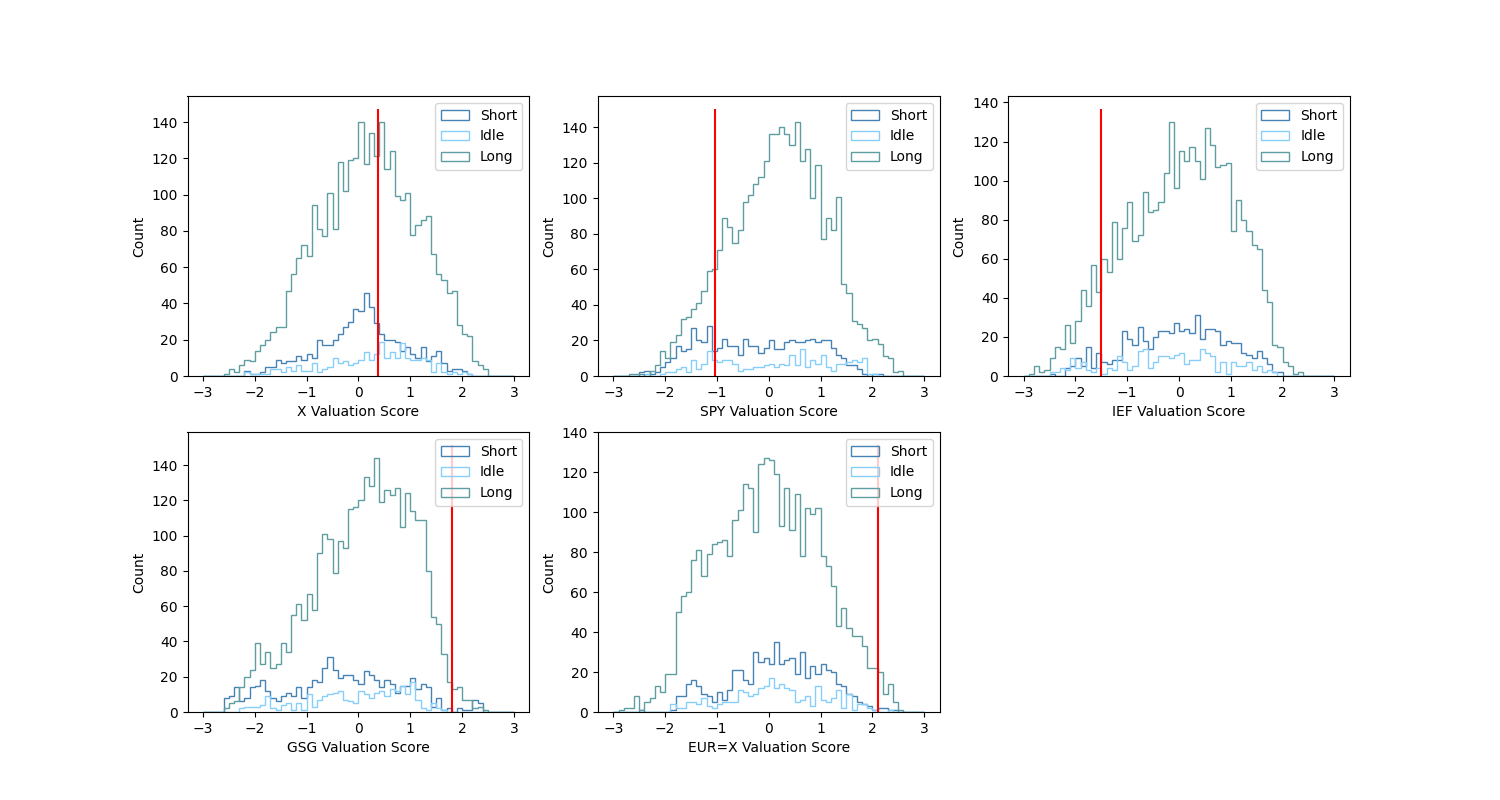 140
120
100
80
60
40
20
0
Count
−3 −2 −1 0 1 2 3
X Valuation Score
Short
Idle
Long
140
120
100
80
60
40
20
0
Count
−3 −2 −1 0 1 2 3
SPY Valuation Score
Short
Idle
Long
140
120
100
80
60
40
20
0
Count
−3 −2 −1 0 1 2 3
IEF Valuation Score
Short
Idle
Long
140
120
100
80
60
40
20
0
Count
−3 −2 −1 0 1 2 3
GSG Valuation Score
Short
Idle
Long
140
120
100
80
60
40
20
0
Count
−3 −2 −1 0 1 2 3
EUR=X Valuation Score
Short
Idle
Long